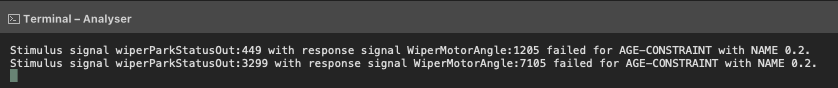 Terminal – Analyser
Stimulus signal wiperParkStatusOut:449 with response signal WiperMotorAngle:1205 failed for AGE-CONSTRAINT with NAME 0.2.
Stimulus signal wiperParkStatusOut:3299 with response signal WiperMotorAngle:7105 failed for AGE-CONSTRAINT with NAME 0.2.